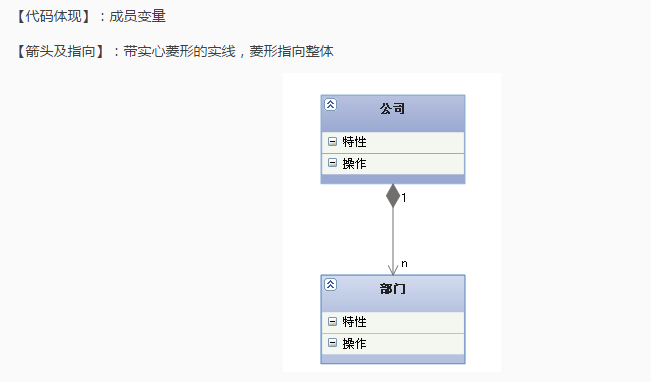 【代码体现】：成员变量
【箭头及指向】：带实心菱形的实线，菱形指向整体
公司
特性
操作
1
n
部门
特性
操作